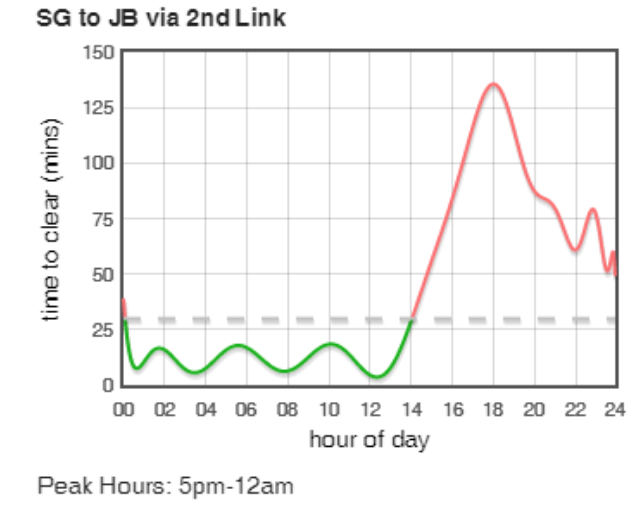 SG to JB via 2nd Link
150
125
100
75
50
25
0
time to clear (mins)
00 02 04 06 08 10 12 14 16 18 20 22 24
hour of day
Peak Hours: 5pm-12am